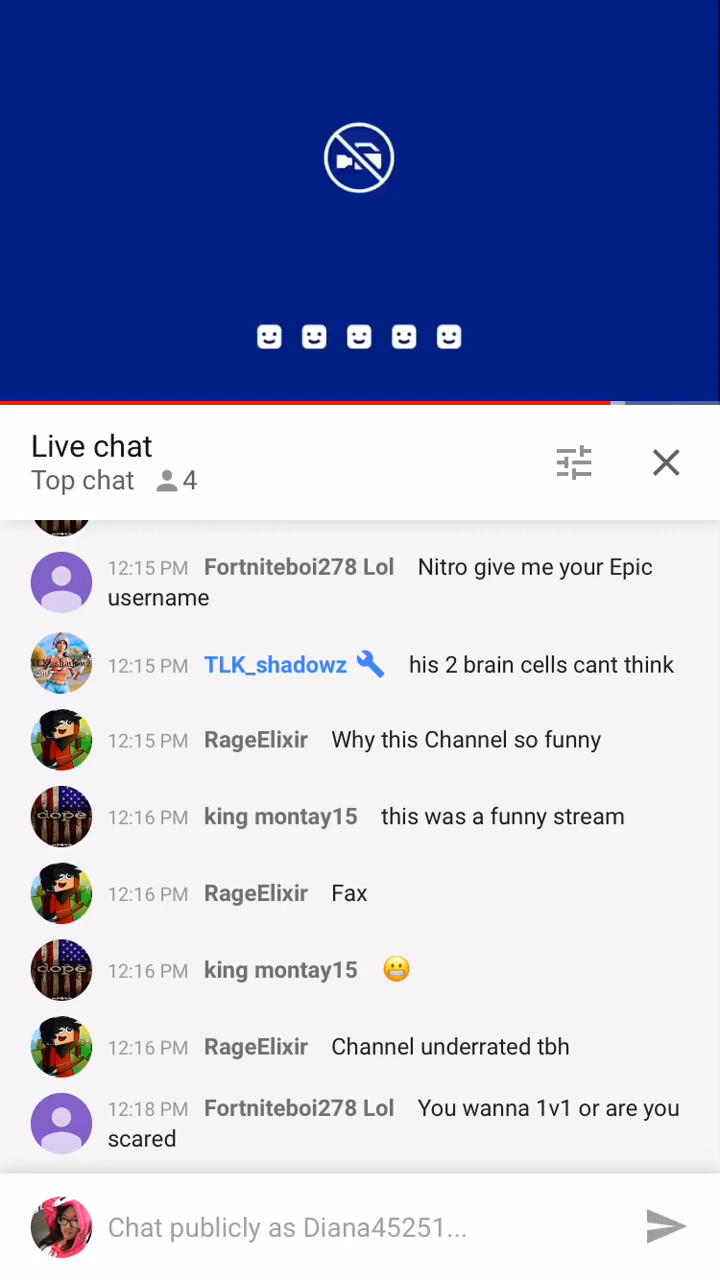 Live chat
Top chat 4
12:15 PM Fortniteboi278 Lol Nitro give me your Epic
username
12:15 PM TLK_shadowz his 2 brain cells cant think
12:15 PM RageElixir Why this Channel so funny
12:16 PM king montay15 this was a funny stream
12:16 PM RageElixir Fax
12:16 PM king montay15 😬
12:16 PM RageElixir Channel underrated tbh
12:18 PM Fortniteboi278 Lol You wanna 1v1 or are you
scared
Chat publicly as Diana45251...
dope
dope
TLK_shadowz